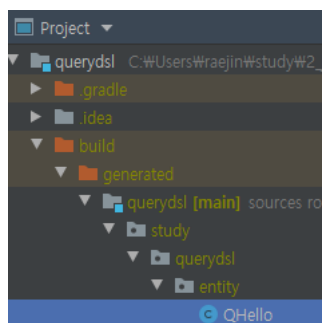 Project
querydsl C:₩Users₩raejin₩study₩2_
.gradle
.idea
build
generated
querydsl [main] sources ro
study
querydsl
entity
QHello